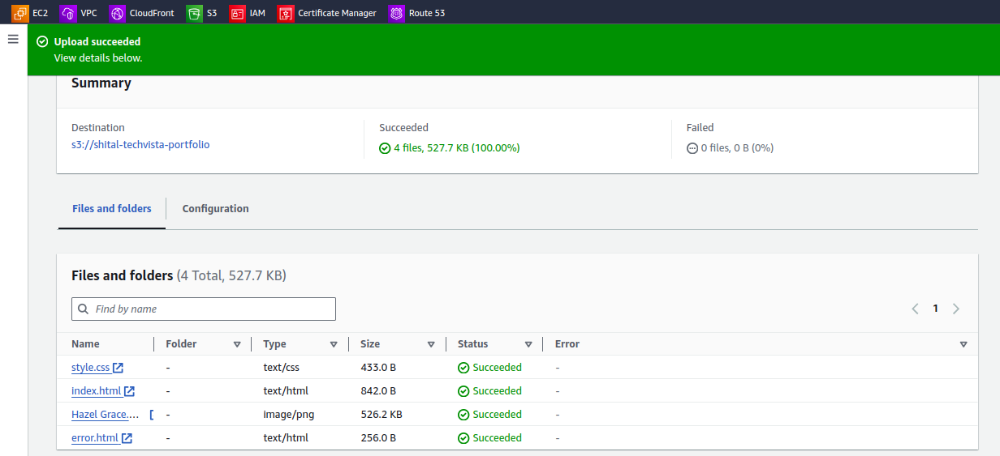 EC2 VPC CloudFront S3 IAM Certificate Manager Route 53
Upload succeeded
View details below.
Summary
Destination Succeeded Failed
s3://shital-techvista-portfolio 4 files, 527.7 KB (100.00%) 0 files, 0 B (0%)
Files and folders Configuration
Files and folders (4 Total, 527.7 KB)
Find by name 1
Name Folder Type Size Status Error
style.css - text/css 433.0 B Succeeded -
index.html - text/html 842.0 B Succeeded -
Hazel Grace.... - image/png 526.2 KB Succeeded -
error.html - text/html 256.0 B Succeeded -